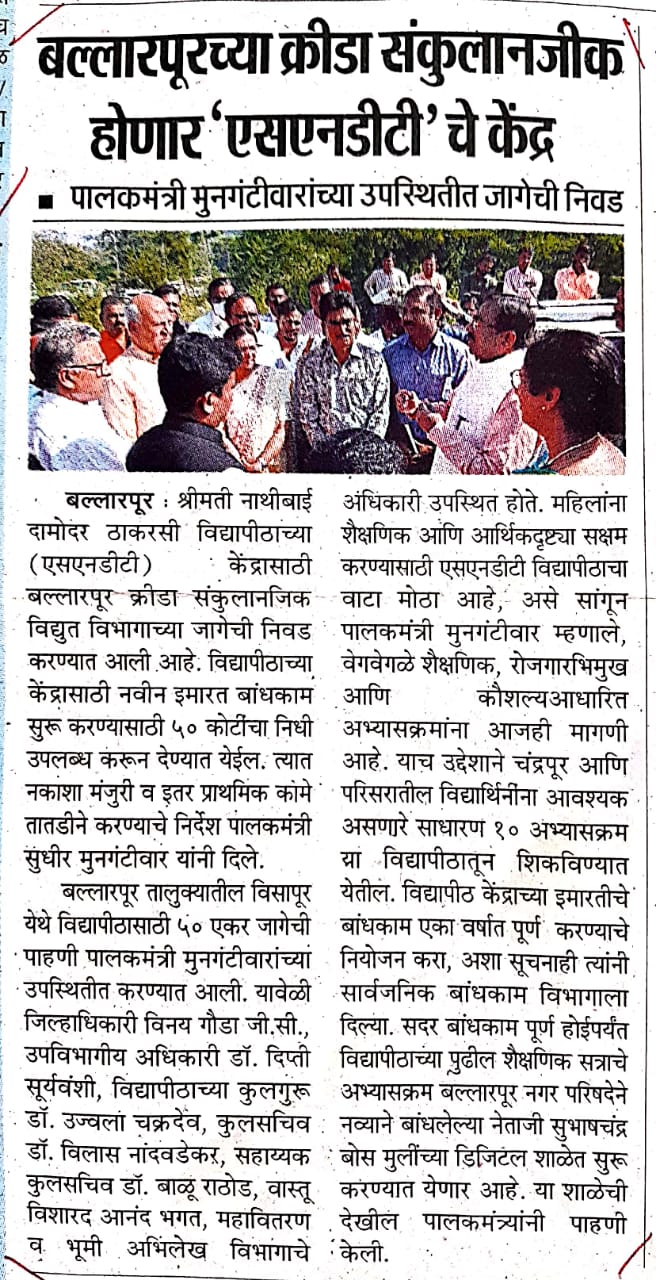 बल्लारपूरच्या क्रीडा संकुलानजीक
होणार ‘एसएनडीटी’ चे केंद्र
■ पालकमंत्री मुनगंटीवारांच्या उपस्थितीत जागेची निवड
बल्लारपूर : श्रीमती नाथीबाई
दामोदर ठाकरसी विद्यापीठाच्या
(एसएनडीटी) केंद्रासाठी
बल्लारपूर क्रीडा संकुलानजिक
विद्युत विभागाच्या जागेची निवड
करण्यात आली आहे. विद्यापीठाच्या
केंद्रासाठी नवीन इमारत बांधकाम
सुरू करण्यासाठी ५० कोटींचा निधी
उपलब्ध करून देण्यात येईल. त्यात
नकाशा मंजुरी व इतर प्राथमिक कामे
तातडीने करण्याचे निर्देश पालकमंत्री
सुधीर मुनगंटीवार यांनी दिले.
बल्लारपूर तालुक्यातील विसापूर
येथे विद्यापीठासाठी ५० एकर जागेची
पाहणी पालकमंत्री मुनगंटीवारांच्या
उपस्थितीत करण्यात आली. यावेळी
जिल्हाधिकारी विनय गौडा जी.सी.,
उपविभागीय अधिकारी डॉ. दिप्ती
सूर्यवंशी, विद्यापीठाच्या कुलगुरू
डॉ. उज्वला चक्रदेव, कुलसचिव
डॉ. विलास नांदवडेकर, सहाय्यक
कुलसचिव डॉ. बाळू राठोड, वास्तू
विशारद आनंद भगत, महावितरण
व भूमी अभिलेख विभागाचे
अधिकारी उपस्थित होते. महिलांना
शैक्षणिक आणि आर्थिकदृष्ट्या सक्षम
करण्यासाठी एसएनडीटी विद्यापीठाचा
वाटा मोठा आहे, असे सांगून
पालकमंत्री मुनगंटीवार म्हणाले,
वेगवेगळे शैक्षणिक, रोजगारभिमुख
आणि कौशल्यआधारित
अभ्यासक्रमांना आजही मागणी
आहे. याच उद्देशाने चंद्रपूर आणि
परिसरातील विद्यार्थिनींना आवश्यक
असणारे साधारण १० अभ्यासक्रम
या विद्यापीठातून शिकविण्यात
येतील. विद्यापीठ केंद्राच्या इमारतीचे
बांधकाम एका वर्षात पूर्ण करण्याचे
नियोजन करा, अशा सूचनाही त्यांनी
सार्वजनिक बांधकाम विभागाला
दिल्या. सदर बांधकाम पूर्ण होईपर्यंत
विद्यापीठाच्या पुढील शैक्षणिक सत्राचे
अभ्यासक्रम बल्लारपूर नगर परिषदेने
नव्याने बांधलेल्या नेताजी सुभाषचंद्र
बोस मुलींच्या डिजिटल शाळेत सुरू
करण्यात येणार आहे. या शाळेची
देखील पालकमंत्र्यांनी पाहणी
केली.